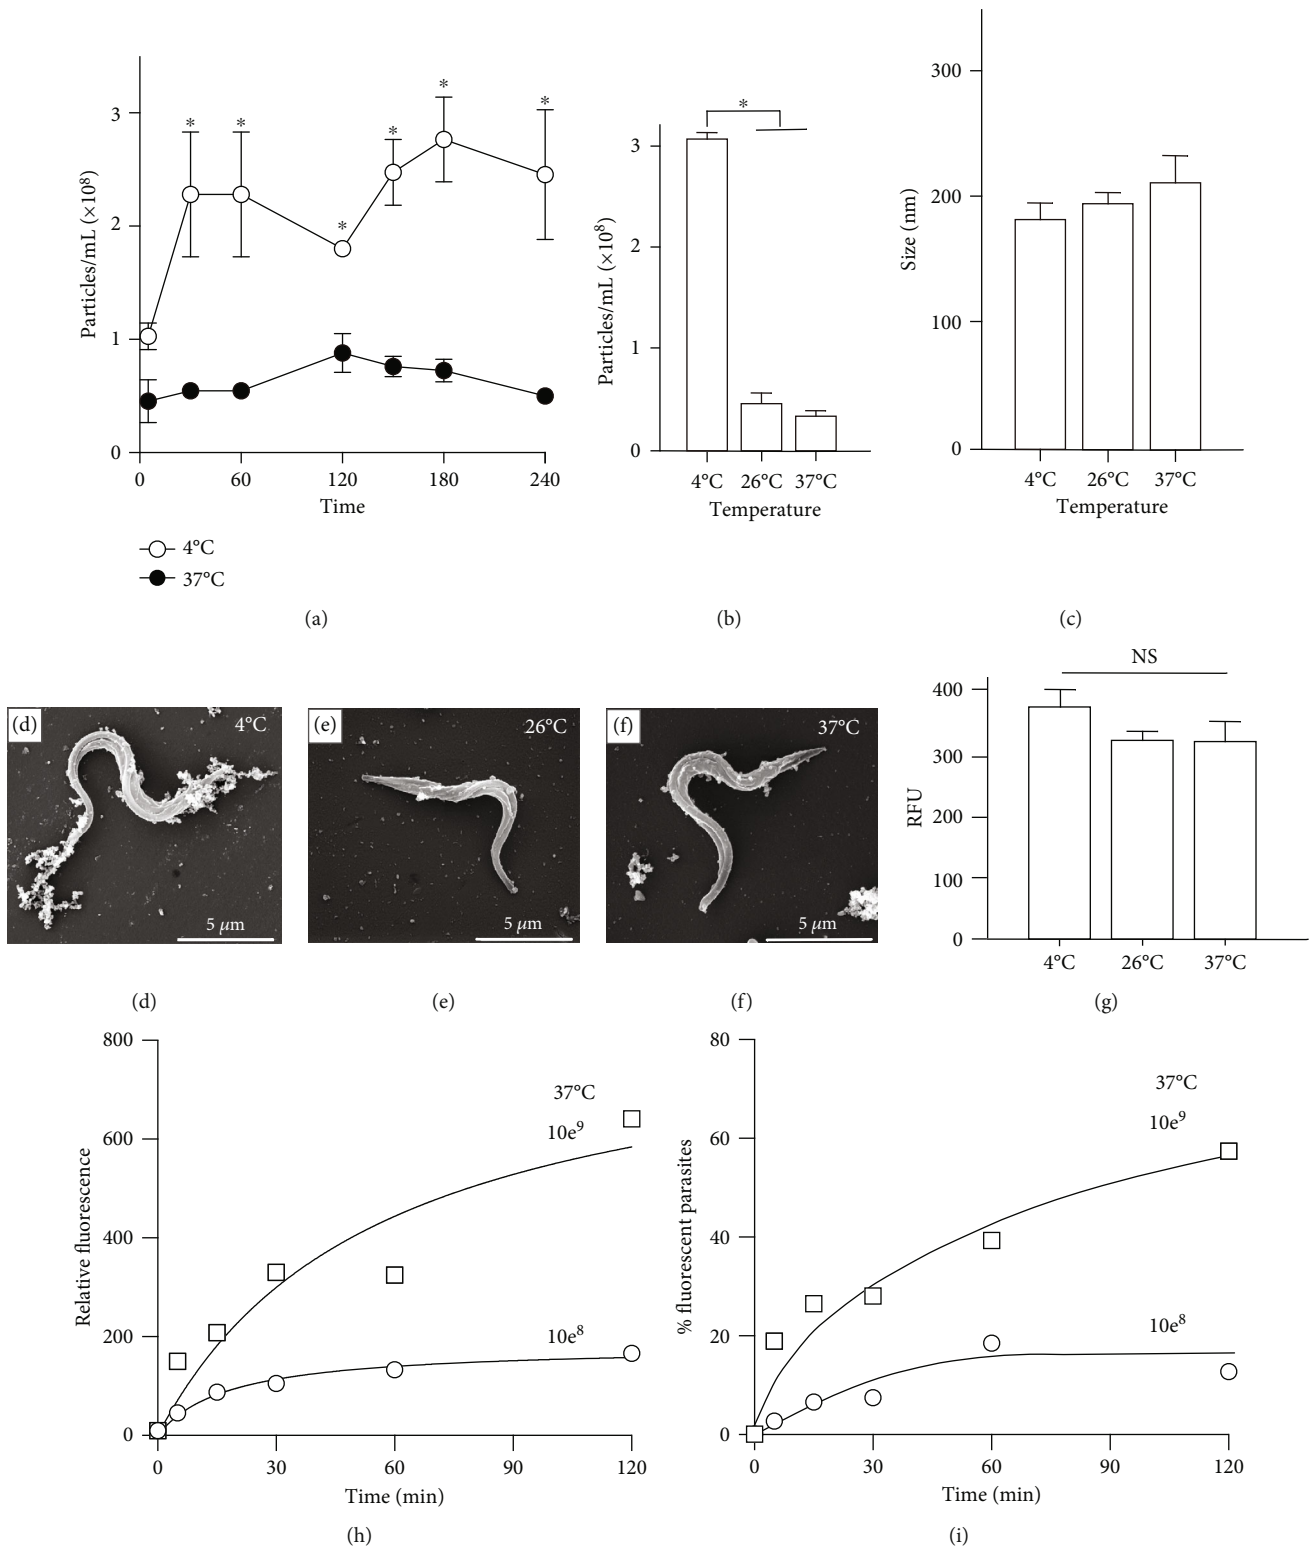 3
2
1
0
Particles/mL (×10⁸)
* * * * * *
0 60 120 180 240
Time
4°C
37°C
(a)
3
2
1
0
Particles/mL (×10⁸)
*
4°C 26°C 37°C
Temperature
(b)
300
200
100
0
Size (nm)
4°C 26°C 37°C
Temperature
(c)
(d) 4°C
5 μm
(d)
(e) 26°C
5 μm
(e)
(f) 37°C
5 μm
(f)
NS
400
300
200
100
0
RFU
4°C 26°C 37°C
(g)
800
600
400
200
0
Relative fluorescence
37°C
10e⁹
10e⁸
0 30 60 90 120
Time (min)
(h)
80
60
40
20
0
% fluorescent parasites
37°C
10e⁹
10e⁸
0 30 60 90 120
Time (min)
(i)